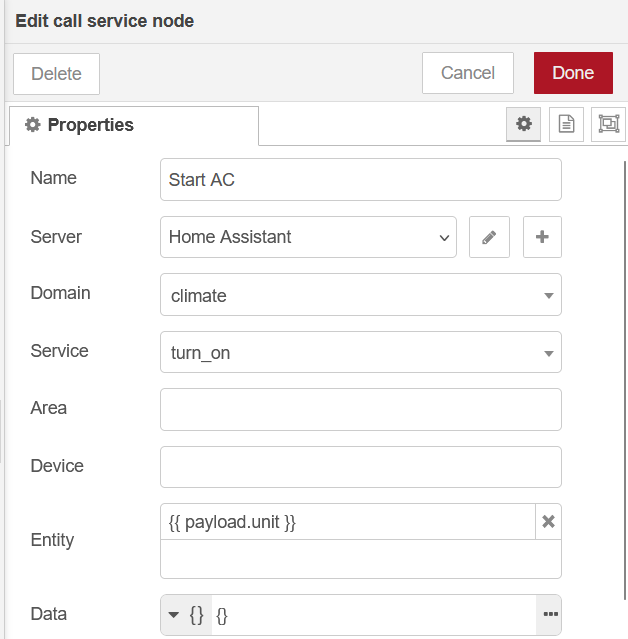 Edit call service node
Delete
Cancel
Done
Properties
Name
Start AC
Server
Home Assistant
Domain
climate
Service
turn_on
Area
Device
Entity
{{ payload.unit }}
Data
{} {}